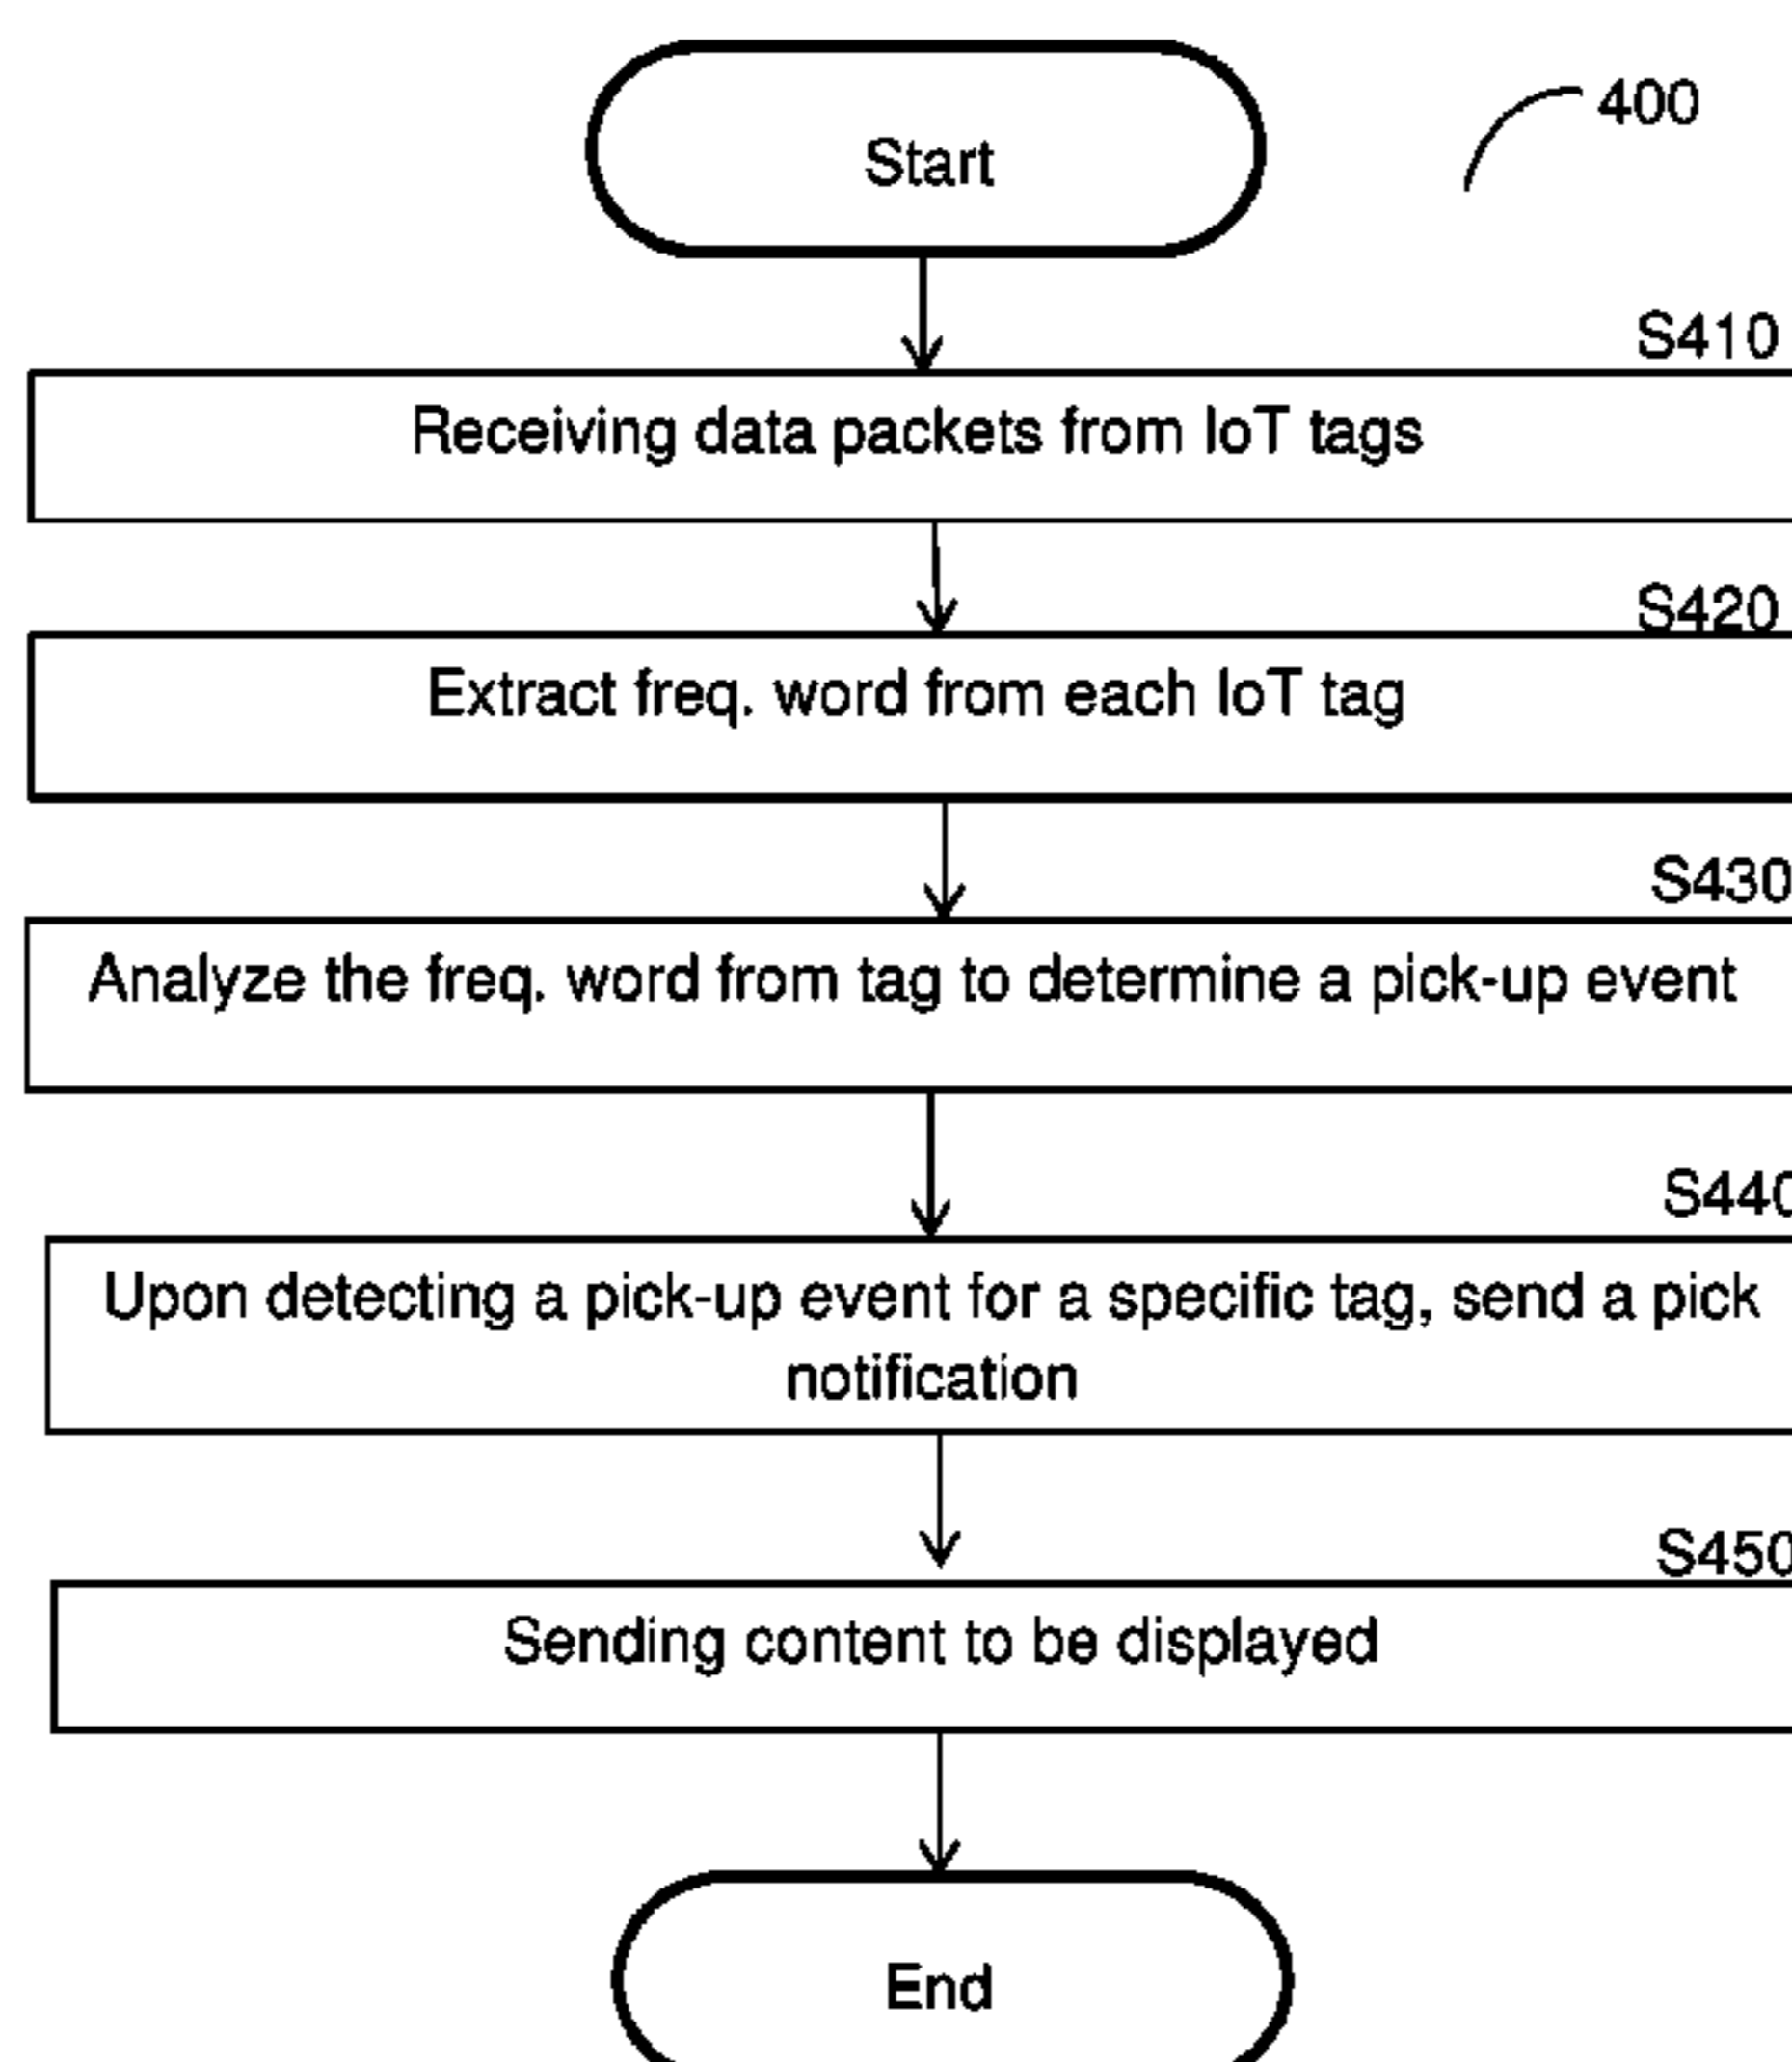 Start
400
S410
Receiving data packets from IoT tags
S420
Extract freq. word from each IoT tag
S430
Analyze the freq. word from tag to determine a pick-up event
S440
Upon detecting a pick-up event for a specific tag, send a pick
notification
S450
Sending content to be displayed
End